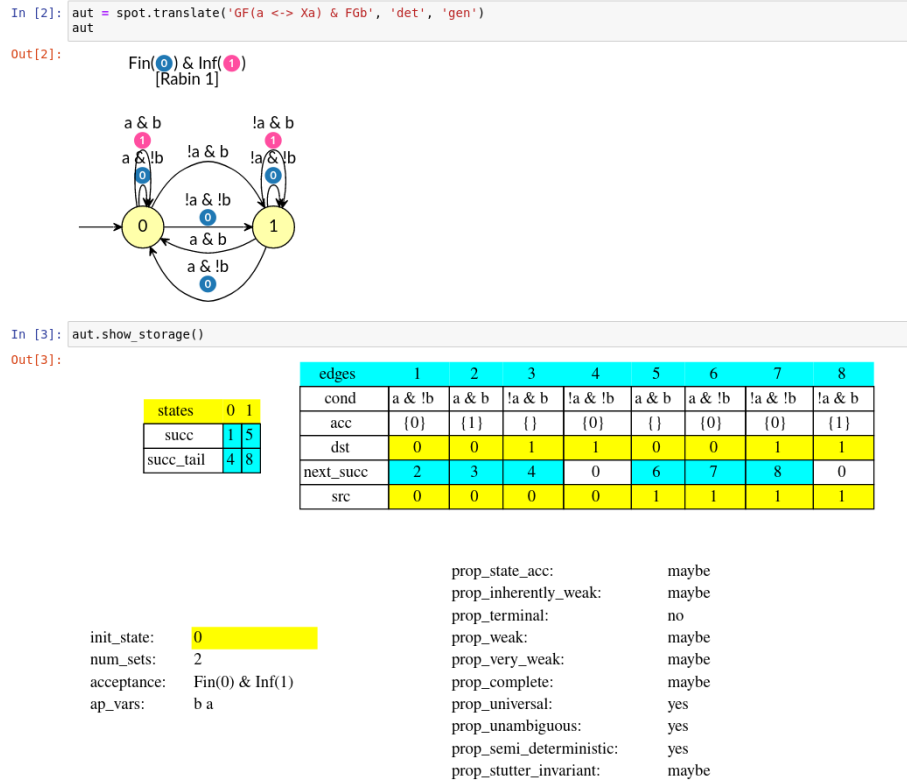 In [2]: aut = spot.translate('GF(a <-> Xa) & FGb', 'det', 'gen')
aut
Out[2]:
Fin(0) & Inf(1)
[Rabin 1]
a & b
1
a & !b
0
!a & b
1
!a & !b
0
!a & b
!a & !b
0
a & b
a & !b
0
0
1
In [3]: aut.show_storage()
Out[3]:
states 0 1
succ 1 5
succ_tail 4 8
edges 1 2 3 4 5 6 7 8
cond a & !b a & b !a & b !a & !b a & b a & !b !a & !b !a & b
acc {0} {1} {} {0} {} {0} {0} {1}
dst 0 0 1 1 0 0 1 1
next_succ 2 3 4 0 6 7 8 0
src 0 0 0 0 1 1 1 1
init_state: 0
num_sets: 2
acceptance: Fin(0) & Inf(1)
ap_vars: b a
prop_state_acc: maybe
prop_inherently_weak: maybe
prop_terminal: no
prop_weak: maybe
prop_very_weak: maybe
prop_complete: maybe
prop_universal: yes
prop_unambiguous: yes
prop_semi_deterministic: yes
prop_stutter_invariant: maybe